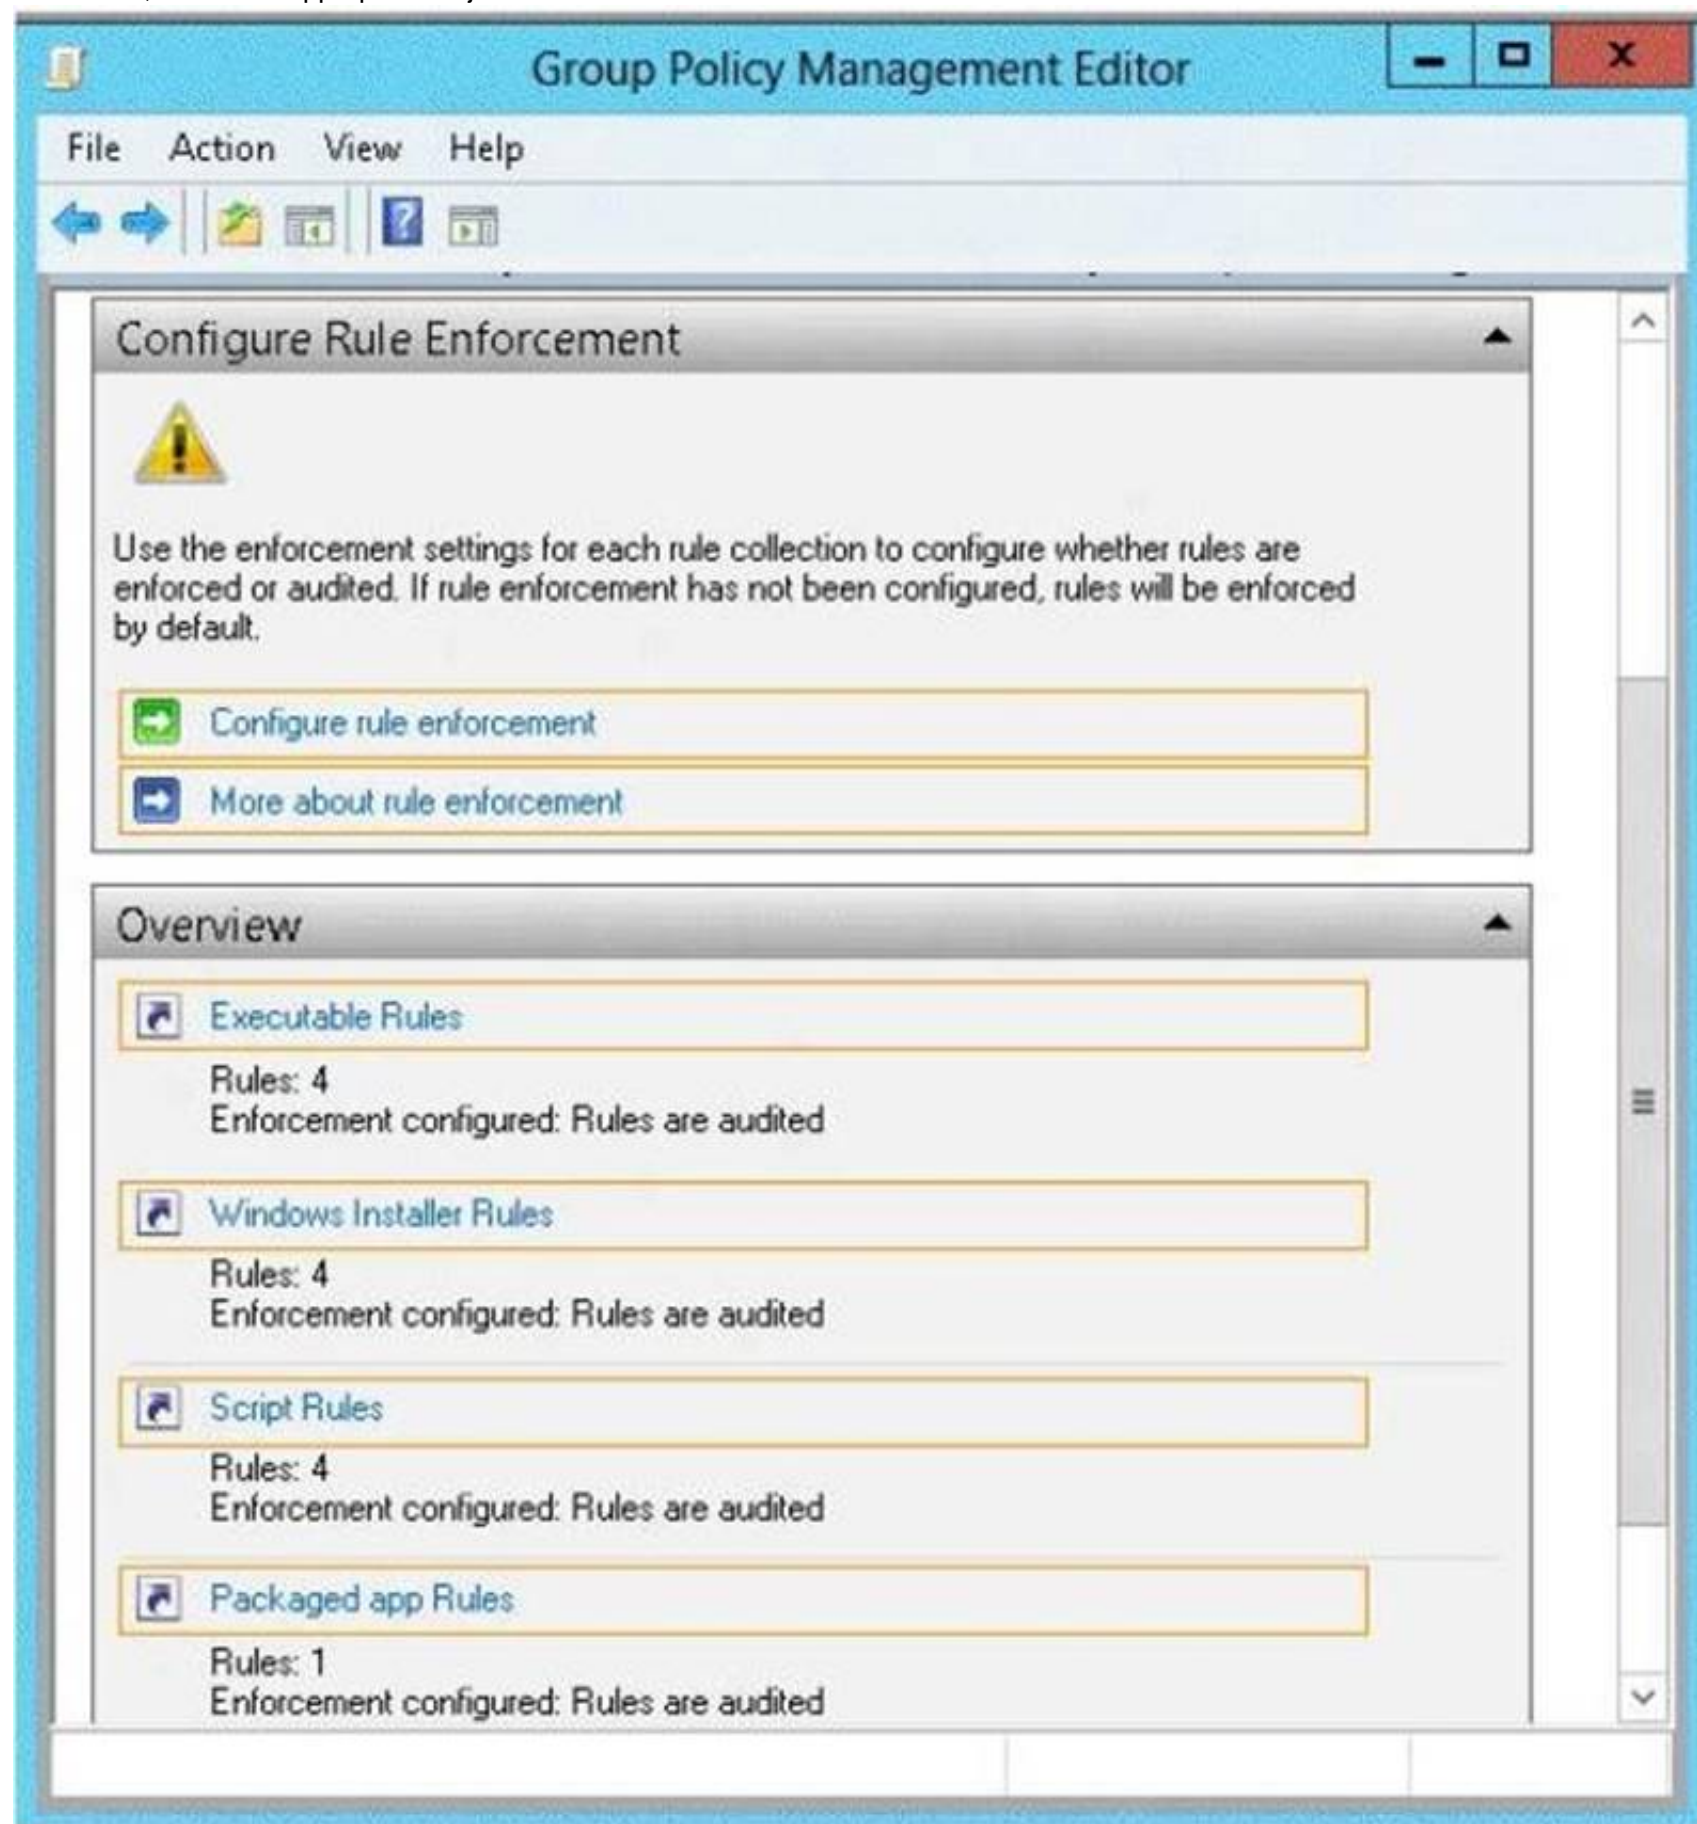 Group Policy Management Editor
File Action View Help
Configure Rule Enforcement
Use the enforcement settings for each rule collection to configure whether rules are
enforced or audited. If rule enforcement has not been configured, rules will be enforced
by default.
Configure rule enforcement
More about rule enforcement
Overview
Executable Rules
Rules: 4
Enforcement configured: Rules are audited
Windows Installer Rules
Rules: 4
Enforcement configured: Rules are audited
Script Rules
Rules: 4
Enforcement configured: Rules are audited
Packaged app Rules
Rules: 1
Enforcement configured: Rules are audited